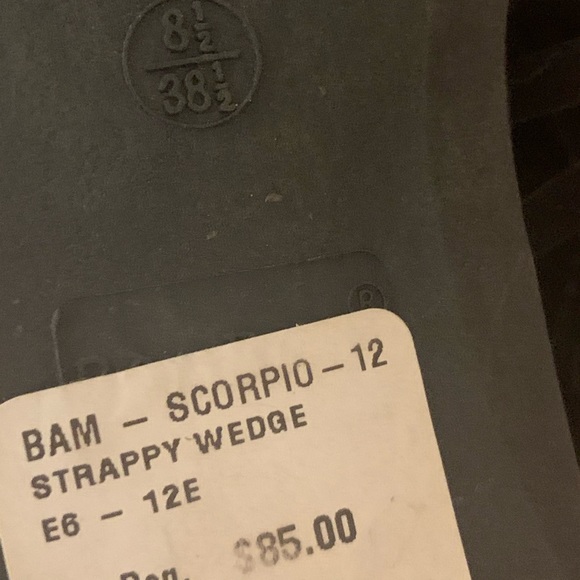 8½
38½
®
BAM – SCORPIO – 12
STRAPPY WEDGE
E6 – 12E
$85.00